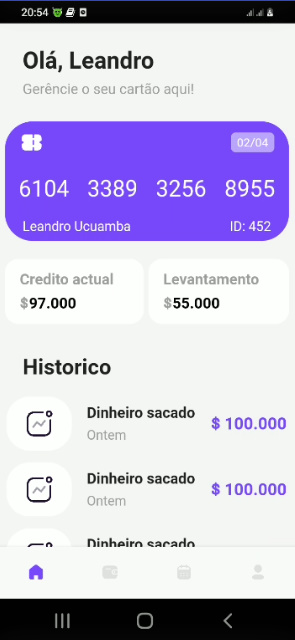 20:54
Olá, Leandro
Gerêncie o seu cartão aqui!
02/04
6104 3389 3256 8955
Leandro Ucuamba ID: 452
Credito actual Levantamento
$97.000 $55.000
Historico
Dinheiro sacado
$ 100.000
Ontem
Dinheiro sacado
$ 100.000
Ontem
Dinheiro sacado